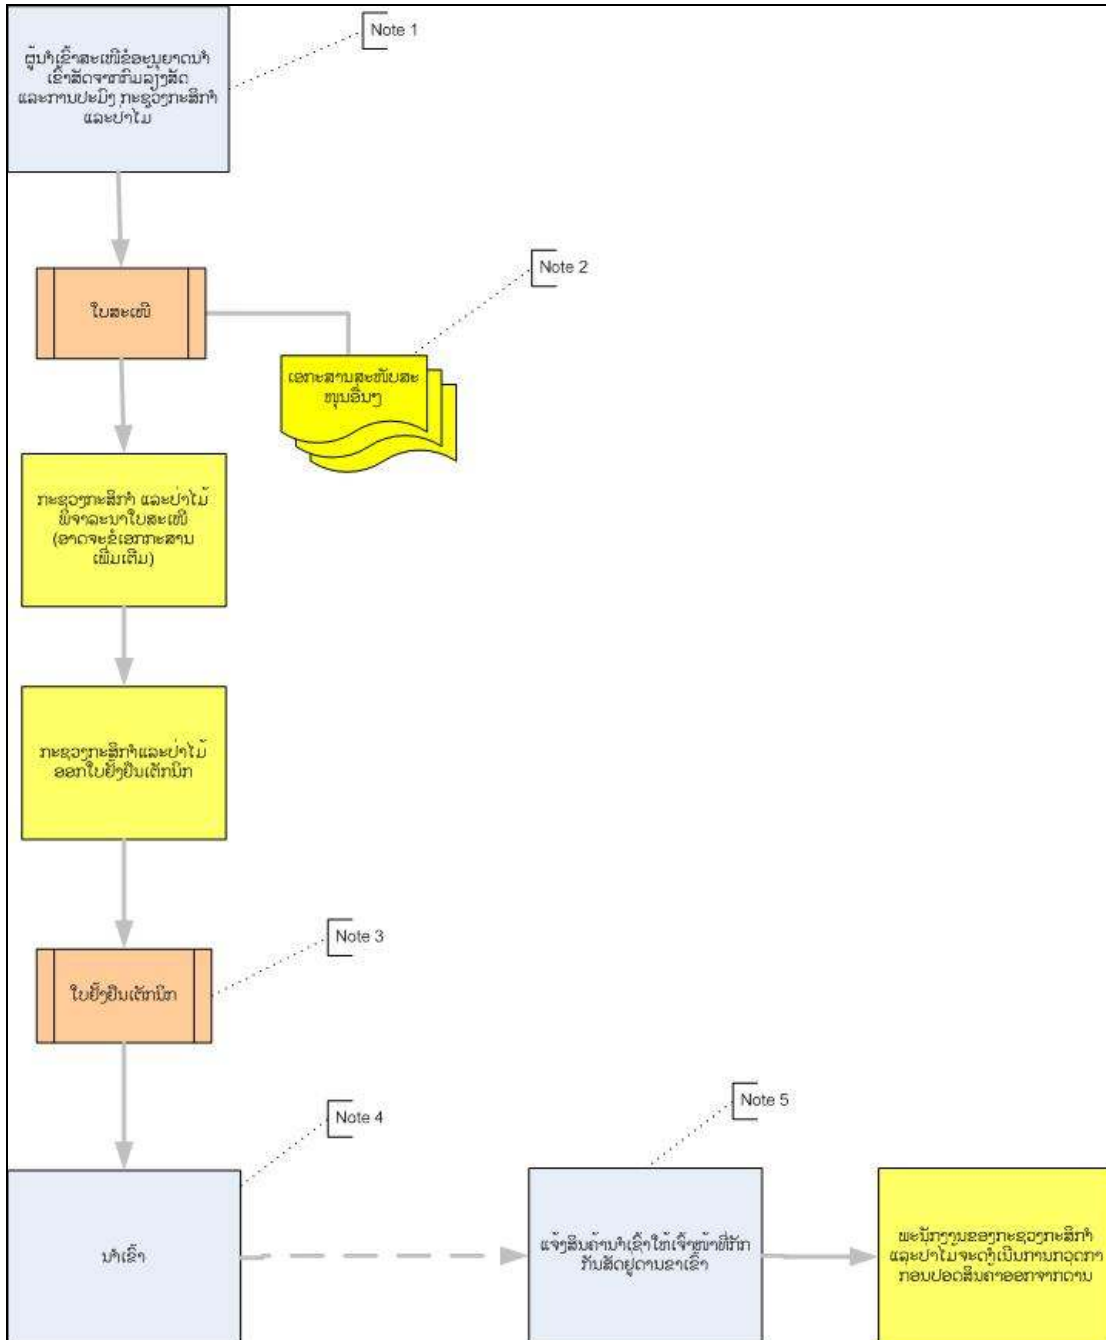 Note 1
ຜູ້ນຳເຂົ້າສະເໜີຂໍອະນຸຍາດນຳ
ເຂົ້າສັດຈາກກົມລ້ຽງສັດ
ແລະການປະມົງ ກະຊວງກະສິກຳ
ແລະປ່າໄມ້
Note 2
ໃບສະເໜີ
ເອກະສານສະໜັບສະ
ໜຸນອື່ນໆ
ກະຊວງກະສິກຳ ແລະປ່າໄມ້
ພິຈາລະນາໃບສະເໜີ
(ອາດຈະຂໍເອກກະສານ
ເພີ່ມເຕີມ)
ກະຊວງກະສິກຳແລະປ່າໄມ້
ອອກໃບຢັ້ງຢືນເຕັກນິກ
Note 3
ໃບຢັ້ງຢືນເຕັກນິກ
Note 4
Note 5
ນຳເຂົ້າ
ແຈ້ງສິນຄ້ານຳເຂົ້າໃຫ້ເຈົ້າໜ້າທີ່ກັກ
ກັນສັດຢູ່ດ່ານຂາເຂົ້າ
ພະນັກງານຂອງກະຊວງກະສິກຳ
ແລະປ່າໄມ້ຈະດຳເນີນການກວດກາ
ກ່ອນປ່ອຍສິນຄ້າອອກຈາກດ່ານ